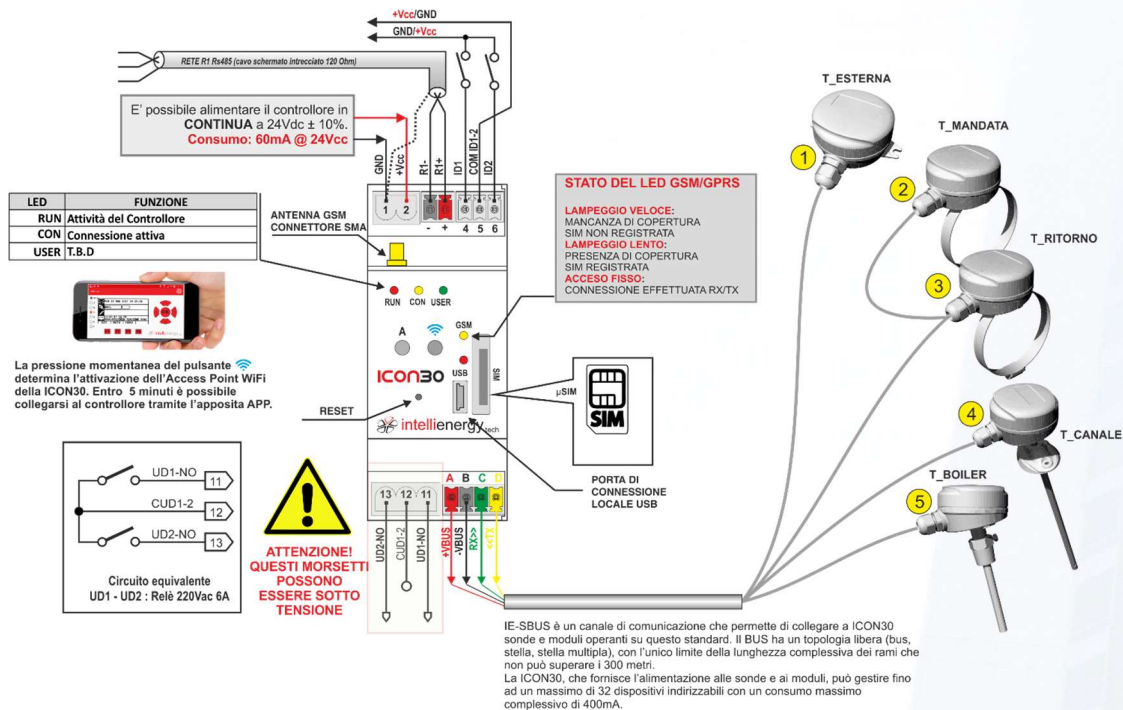 +Vcc/GND
GND/+Vcc
RETE R1 Rs485 (cavo schermato intrecciato 120 Ohm)
E' possibile alimentare il controllore in
CONTINUA a 24Vdc ± 10%.
Consumo: 60mA @ 24Vcc
GND
+Vcc
R1-
R1+
ID1
COM ID1-2
ID2
1
2
-
+
4
5
6
LED FUNZIONE
RUN Attività del Controllore
CON Connessione attiva
USER T.B.D
ANTENNA GSM
CONNETTORE SMA
RUN CON USER
A
GSM
USB
SIM
ICON30
intellienergy tech
RESET
STATO DEL LED GSM/GPRS
LAMPEGGIO VELOCE:
MANCANZA DI COPERTURA
SIM NON REGISTRATA
LAMPEGGIO LENTO:
PRESENZA DI COPERTURA
SIM REGISTRATA
ACCESO FISSO:
CONNESSIONE EFFETTUATA RX/TX
La pressione momentanea del pulsante
determina l'attivazione dell'Access Point WiFi
della ICON30. Entro 5 minuti è possibile
collegarsi al controllore tramite l'apposita APP.
µSIM
SIM
PORTA DI
CONNESSIONE
LOCALE USB
UD1-NO
11
CUD1-2
12
UD2-NO
13
Circuito equivalente
UD1 - UD2 : Relè 220Vac 6A
ATTENZIONE!
QUESTI MORSETTI
POSSONO
ESSERE SOTTO
TENSIONE
13
12
11
A
B
C
D
UD2-NO
CUD1-2
UD1-NO
+VBUS
-VBUS
RX>>
<<TX
T_ESTERNA
1
T_MANDATA
2
T_RITORNO
3
4
T_CANALE
T_BOILER
5
IE-SBUS è un canale di comunicazione che permette di collegare a ICON30
sonde e moduli operanti su questo standard. Il BUS ha un topologia libera (bus,
stella, stella multipla), con l'unico limite della lunghezza complessiva dei rami che
non può superare i 300 metri.
La ICON30, che fornisce l'alimentazione alle sonde e ai moduli, può gestire fino
ad un massimo di 32 dispositivi indirizzabili con un consumo massimo
complessivo di 400mA.